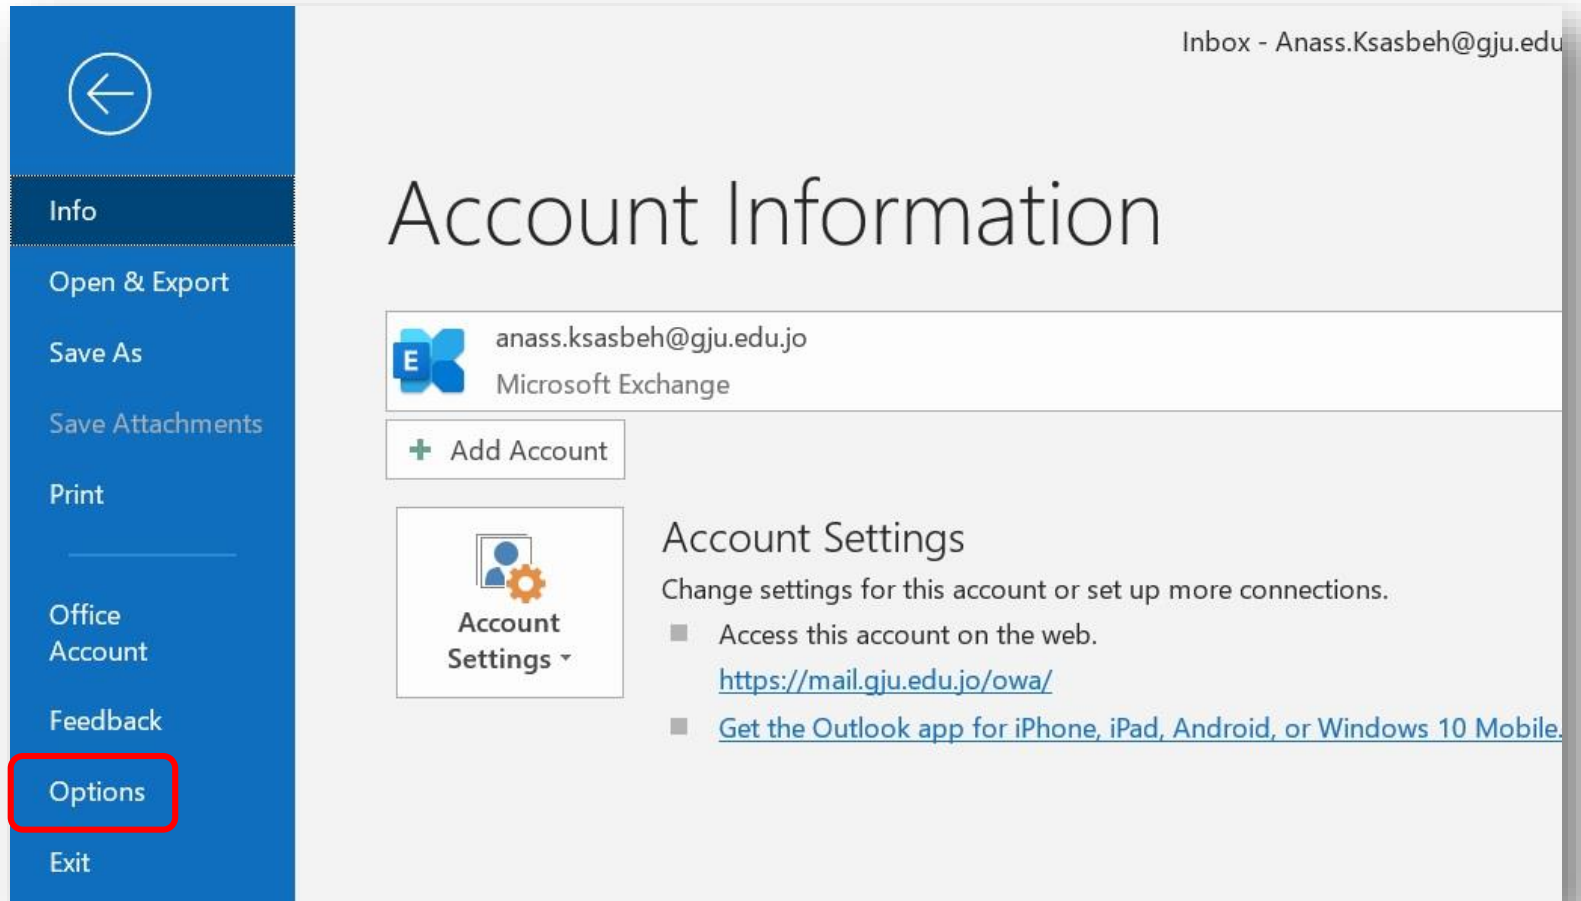 Inbox - Anass.Ksasbeh@gju.edu
Info
Open & Export
Save As
Save Attachments
Print
Office
Account
Feedback
Options
Exit
Account Information
E
anass.ksasbeh@gju.edu.jo
Microsoft Exchange
+ Add Account
Account
Settings
Account Settings
Change settings for this account or set up more connections.
Access this account on the web.
https://mail.gju.edu.jo/owa/
Get the Outlook app for iPhone, iPad, Android, or Windows 10 Mobile.